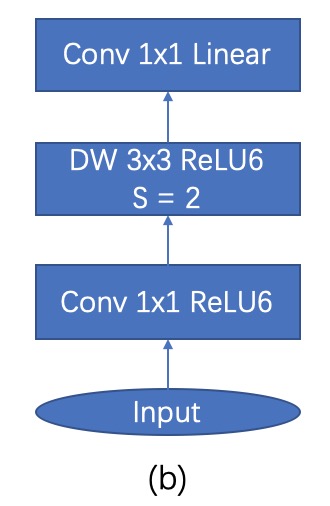 Conv 1x1 Linear
DW 3x3 ReLU6
S = 2
Conv 1x1 ReLU6
Input
(b)